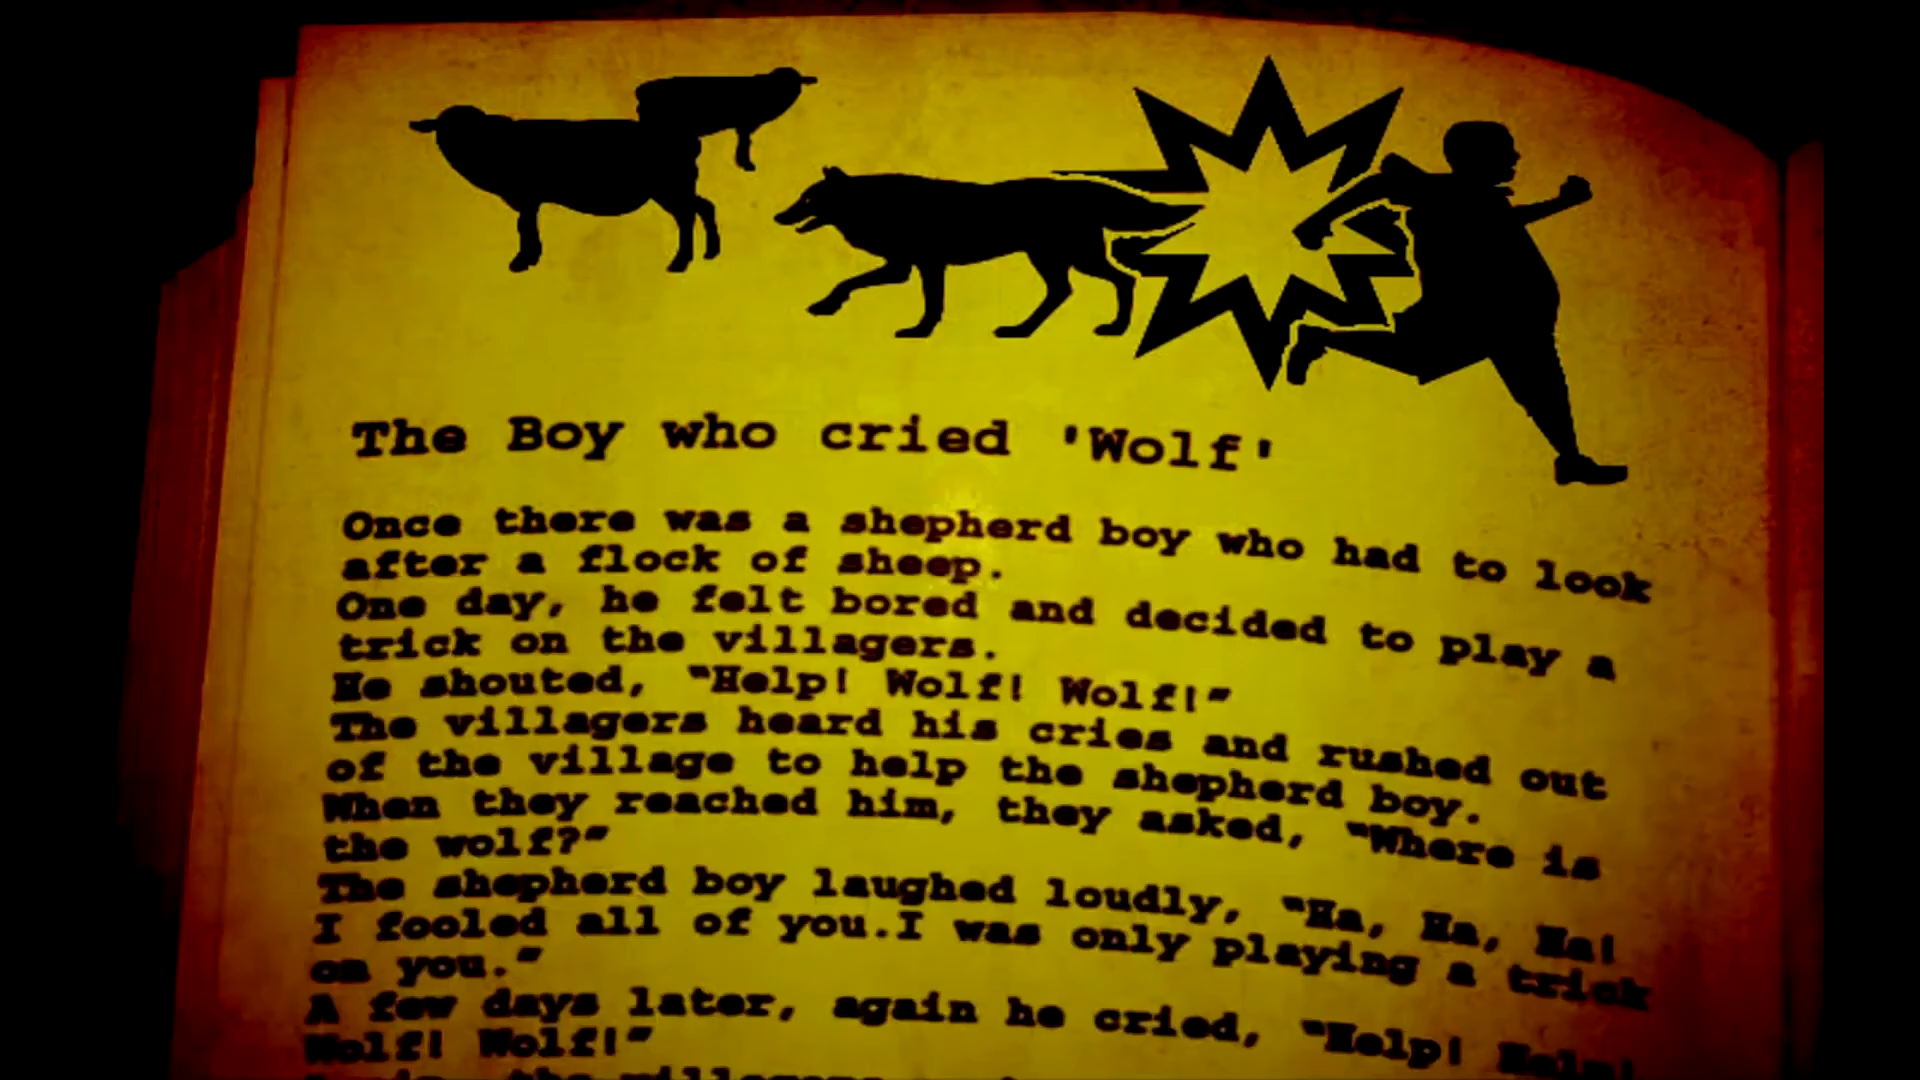 The Boy who cried 'Wolf'
Once there was a shepherd boy who had to look
after a flock of sheep.
One day, he felt bored and decided to play a
trick on the villagers.
He shouted, "Help! Wolf! Wolf!"
The villagers heard his cries and rushed out
of the village to help the shepherd boy.
When they reached him, they asked, "Where is
the wolf?"
The shepherd boy laughed loudly, "Ha, Ha, Ha!
I fooled all of you.I was only playing a trick
on you."
A few days later, again he cried, "Help! Help!
Wolf! Wolf!"
the villagers